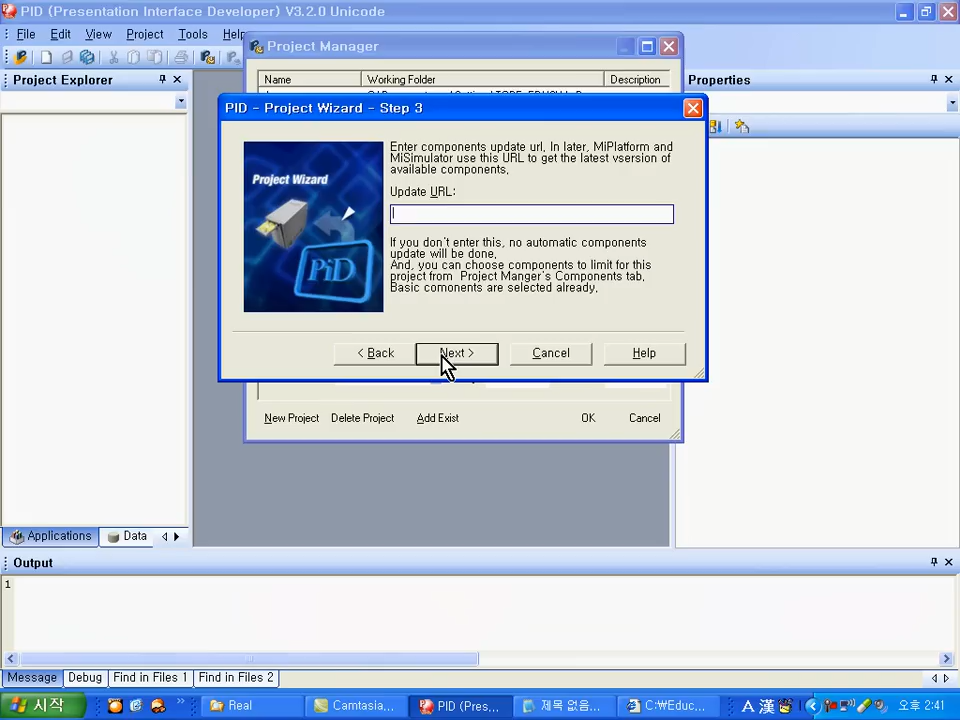 PID (Presentation Interface Developer) V3.2.0 Unicode
File Edit View Project Tools Help
Project Manager
Project Explorer
Name Working Folder Description
Properties
PID - Project Wizard - Step 3
Enter components update url, In later, MiPlatform and
MiSimulator use this URL to get the latest vsersion of
available components,
Project Wizard
Update URL:
If you don't enter this, no automatic components
update will be done,
And, you can choose components to limit for this
project from Project Manger's Components tab,
Basic comonents are selected already,
PiD
< Back Next > Cancel Help
New Project Delete Project Add Exist OK Cancel
Applications Data
Output
1
Message Debug Find in Files 1 Find in Files 2
시작 Real Camtasia... PID (Pres... 제목 없음... C:₩Educ... A 漢 오후 2:41